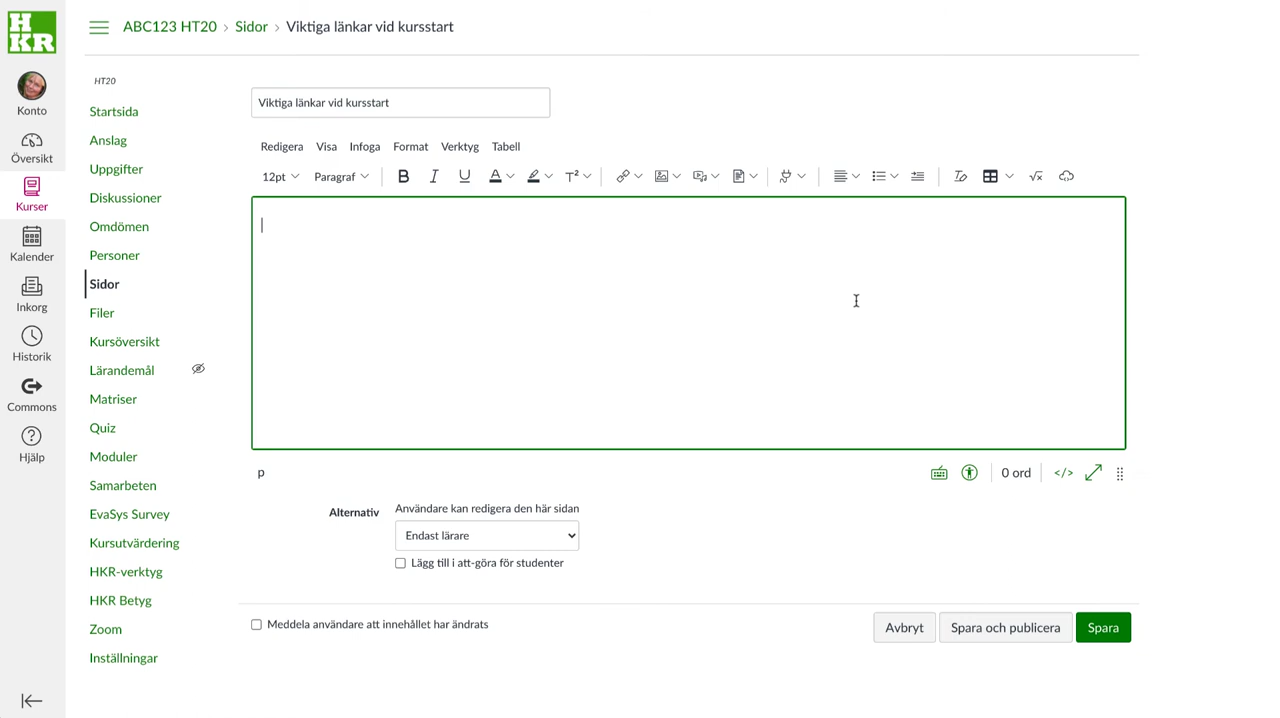 HKR
Konto
Översikt
Kurser
Kalender
Inkorg
Historik
Commons
Hjälp
ABC123 HT20 › Sidor › Viktiga länkar vid kursstart
HT20
Startsida
Anslag
Uppgifter
Diskussioner
Omdömen
Personer
Sidor
Filer
Kursöversikt
Lärandemål
Matriser
Quiz
Moduler
Samarbeten
EvaSys Survey
Kursutvärdering
HKR-verktyg
HKR Betyg
Zoom
Inställningar
Viktiga länkar vid kursstart
Redigera Visa Infoga Format Verktyg Tabell
12pt Paragraf B I U A T²
p
0 ord </>
Alternativ Användare kan redigera den här sidan
Endast lärare
Lägg till i att-göra för studenter
Meddela användare att innehållet har ändrats
Avbryt Spara och publicera Spara